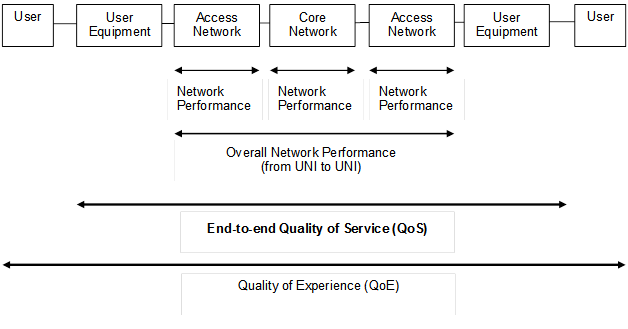 User
User
Equipment
Access
Network
Core
Network
Access
Network
User
Equipment
User
Network
Performance
Network
Performance
Network
Performance
Overall Network Performance
(from UNI to UNI)
End-to-end Quality of Service (QoS)
Quality of Experience (QoE)